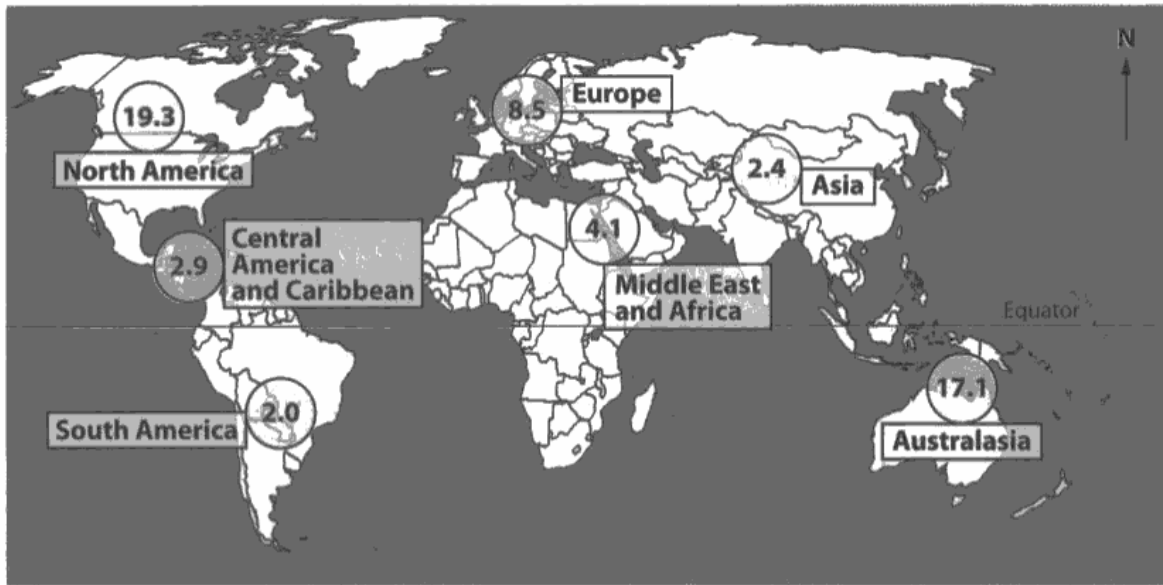 N
19.3
North America
8.5
Europe
2.4
Asia
4.1
Middle East
and Africa
2.9
Central
America
and Caribbean
Equator
2.0
South America
17.1
Australasia